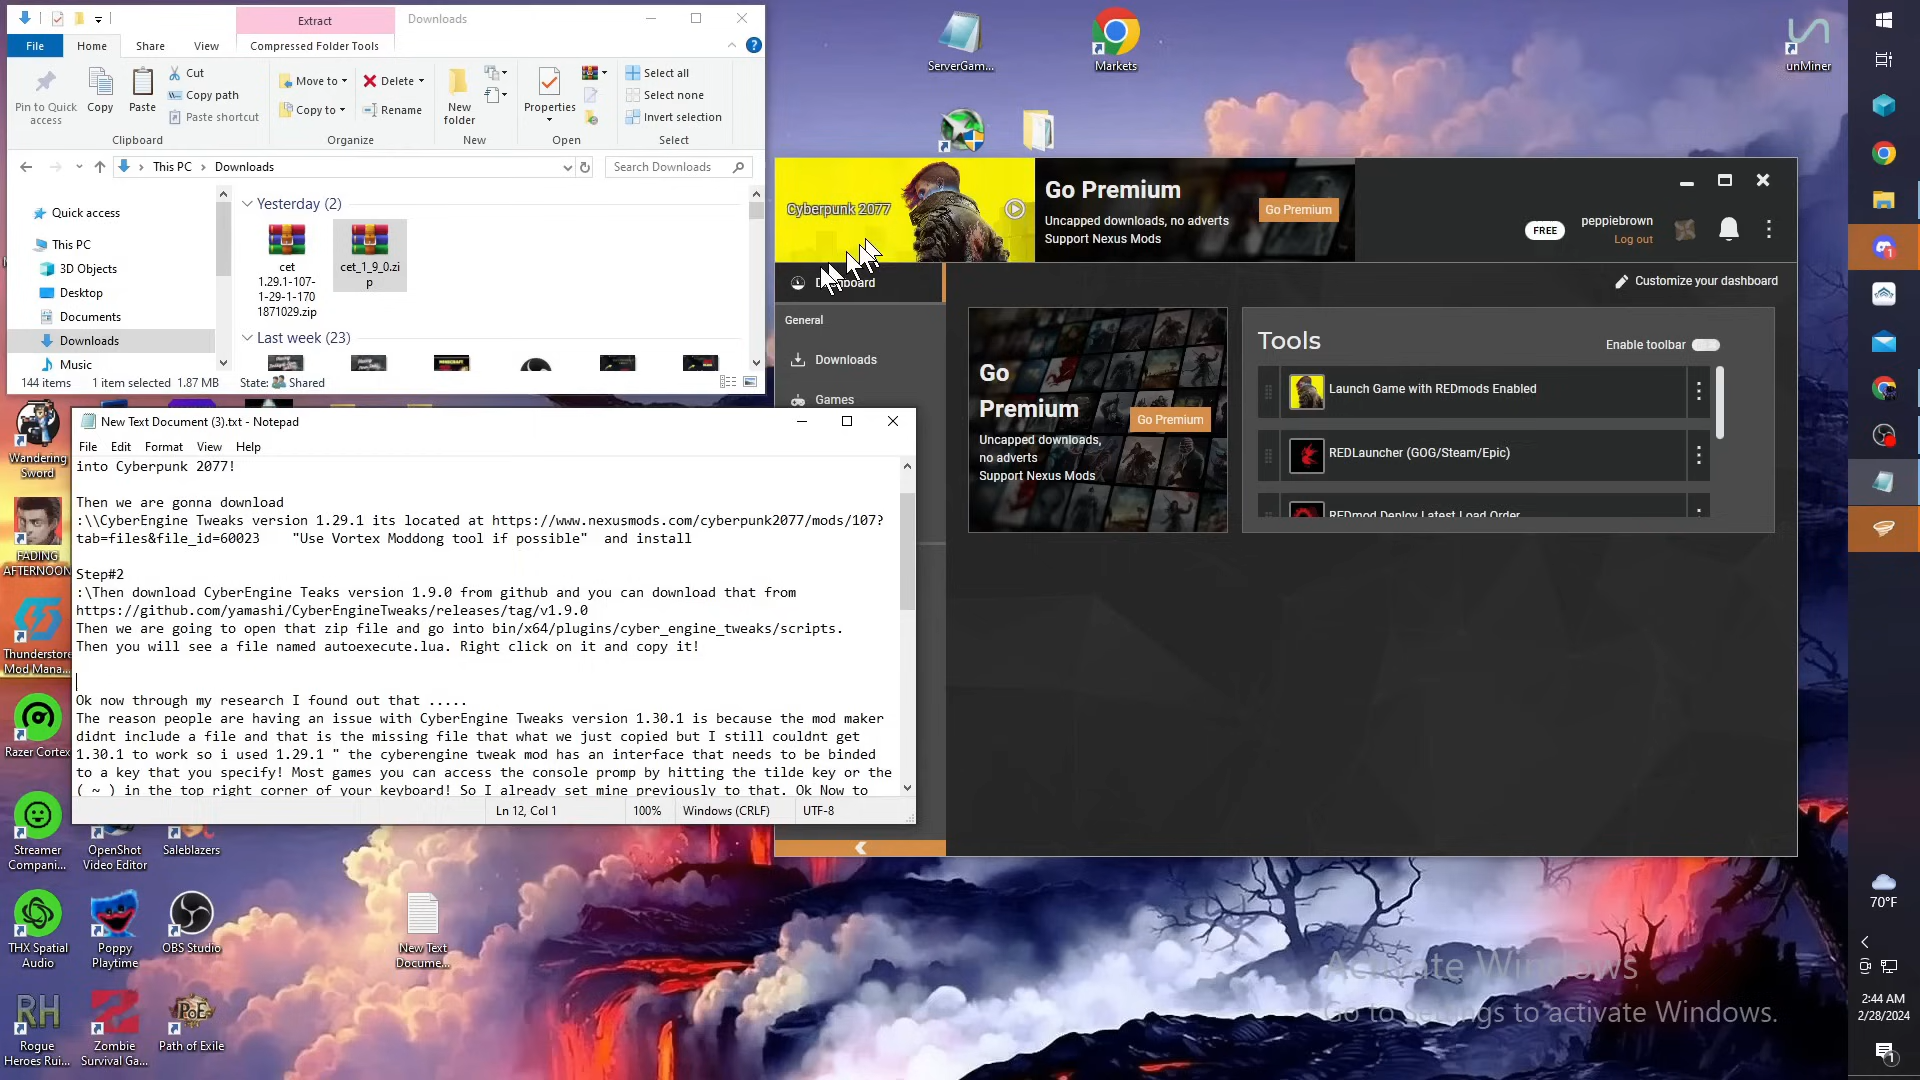 Extract
Downloads
File
Home
Share
View
Compressed Folder Tools
Pin to Quick access
Copy
Paste
Cut
Copy path
Paste shortcut
Clipboard
Move to
Copy to
Delete
Rename
Organize
New folder
New
Properties
Open
Select all
Select none
Invert selection
Select
This PC
Downloads
Search Downloads
Quick access
This PC
3D Objects
Desktop
Documents
Downloads
Music
Yesterday (2)
cet
1.29.1-107-
1-29-1-170
1871029.zip
cet_1_9_0.zi
p
Last week (23)
144 items
1 item selected 1.87 MB
State: Shared
ServerGam...
Markets
unMiner
Cyberpunk 2077
Go Premium
Uncapped downloads, no adverts
Support Nexus Mods
Go Premium
FREE
peppiebrown
Log out
General
Downloads
Games
Customize your dashboard
Go
Premium
Go Premium
Uncapped downloads,
no adverts
Support Nexus Mods
Tools
Enable toolbar
Launch Game with REDmods Enabled
REDLauncher (GOG/Steam/Epic)
REDmod Deploy Latest Load Order
New Text Document (3).txt - Notepad
File Edit Format View Help
into Cyberpunk 2077!
Then we are gonna download
:\\CyberEngine Tweaks version 1.29.1 its located at https://www.nexusmods.com/cyberpunk2077/mods/107?
tab=files&file_id=60023    "Use Vortex Moddong tool if possible"  and install
Step#2
:\Then download CyberEngine Teaks version 1.9.0 from github and you can download that from
https://github.com/yamashi/CyberEngineTweaks/releases/tag/v1.9.0
Then we are going to open that zip file and go into bin/x64/plugins/cyber_engine_tweaks/scripts.
Then you will see a file named autoexecute.lua. Right click on it and copy it!
Ok now through my research I found out that .....
The reason people are having an issue with CyberEngine Tweaks version 1.30.1 is because the mod maker
didnt include a file and that is the missing file that what we just copied but I still couldnt get
1.30.1 to work so i used 1.29.1 " the cyberengine tweak mod has an interface that needs to be binded
to a key that you specify! Most games you can access the console promp by hitting the tilde key or the
( ~ ) in the top right corner of your keyboard! So I already set mine previously to that. Ok Now to
Ln 12, Col 1
100%
Windows (CRLF)
UTF-8
Wandering
Sword
FADING
AFTERNOON
Thunderstore
Mod Mana...
Razer Cortex
Streamer
Compani...
OpenShot
Video Editor
Saleblazers
THX Spatial
Audio
Poppy
Playtime
OBS Studio
New Text
Docume...
RH
Rogue
Heroes Rui...
Zombie
Survival Ga...
PoE
Path of Exile
Activate Windows
Go to Settings to activate Windows.
70°F
2:44 AM
2/28/2024
1